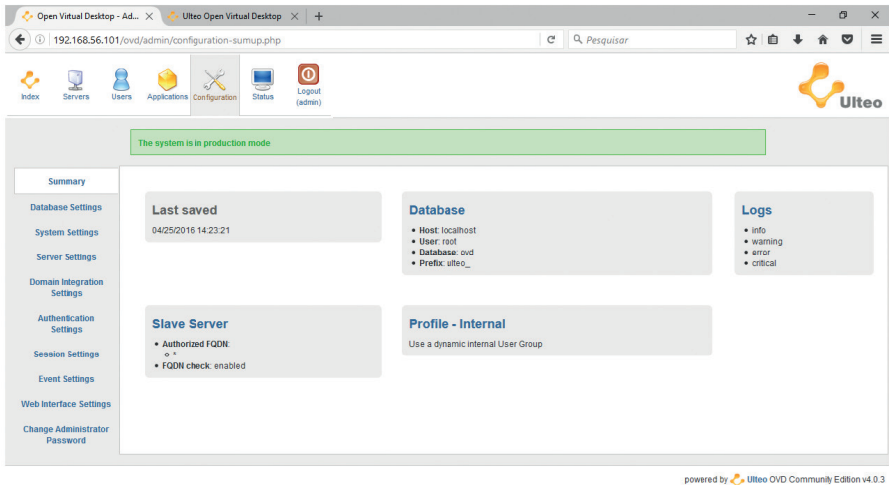 Open Virtual Desktop - Ad...
Ulteo Open Virtual Desktop
192.168.56.101/ovd/admin/configuration-sumup.php
Pesquisar
Index
Servers
Users
Applications
Configuration
Status
Logout
(admin)
Ulteo
The system is in production mode
Summary
Database Settings
System Settings
Server Settings
Domain Integration
Settings
Authentication
Settings
Session Settings
Event Settings
Web Interface Settings
Change Administrator
Password
Last saved
04/25/2016 14:23:21
Database
Host: localhost
User: root
Database: ovd
Prefix: ulteo_
Logs
info
warning
error
critical
Slave Server
Authorized FQDN:
*
FQDN check: enabled
Profile - Internal
Use a dynamic internal User Group
powered by Ulteo OVD Community Edition v4.0.3